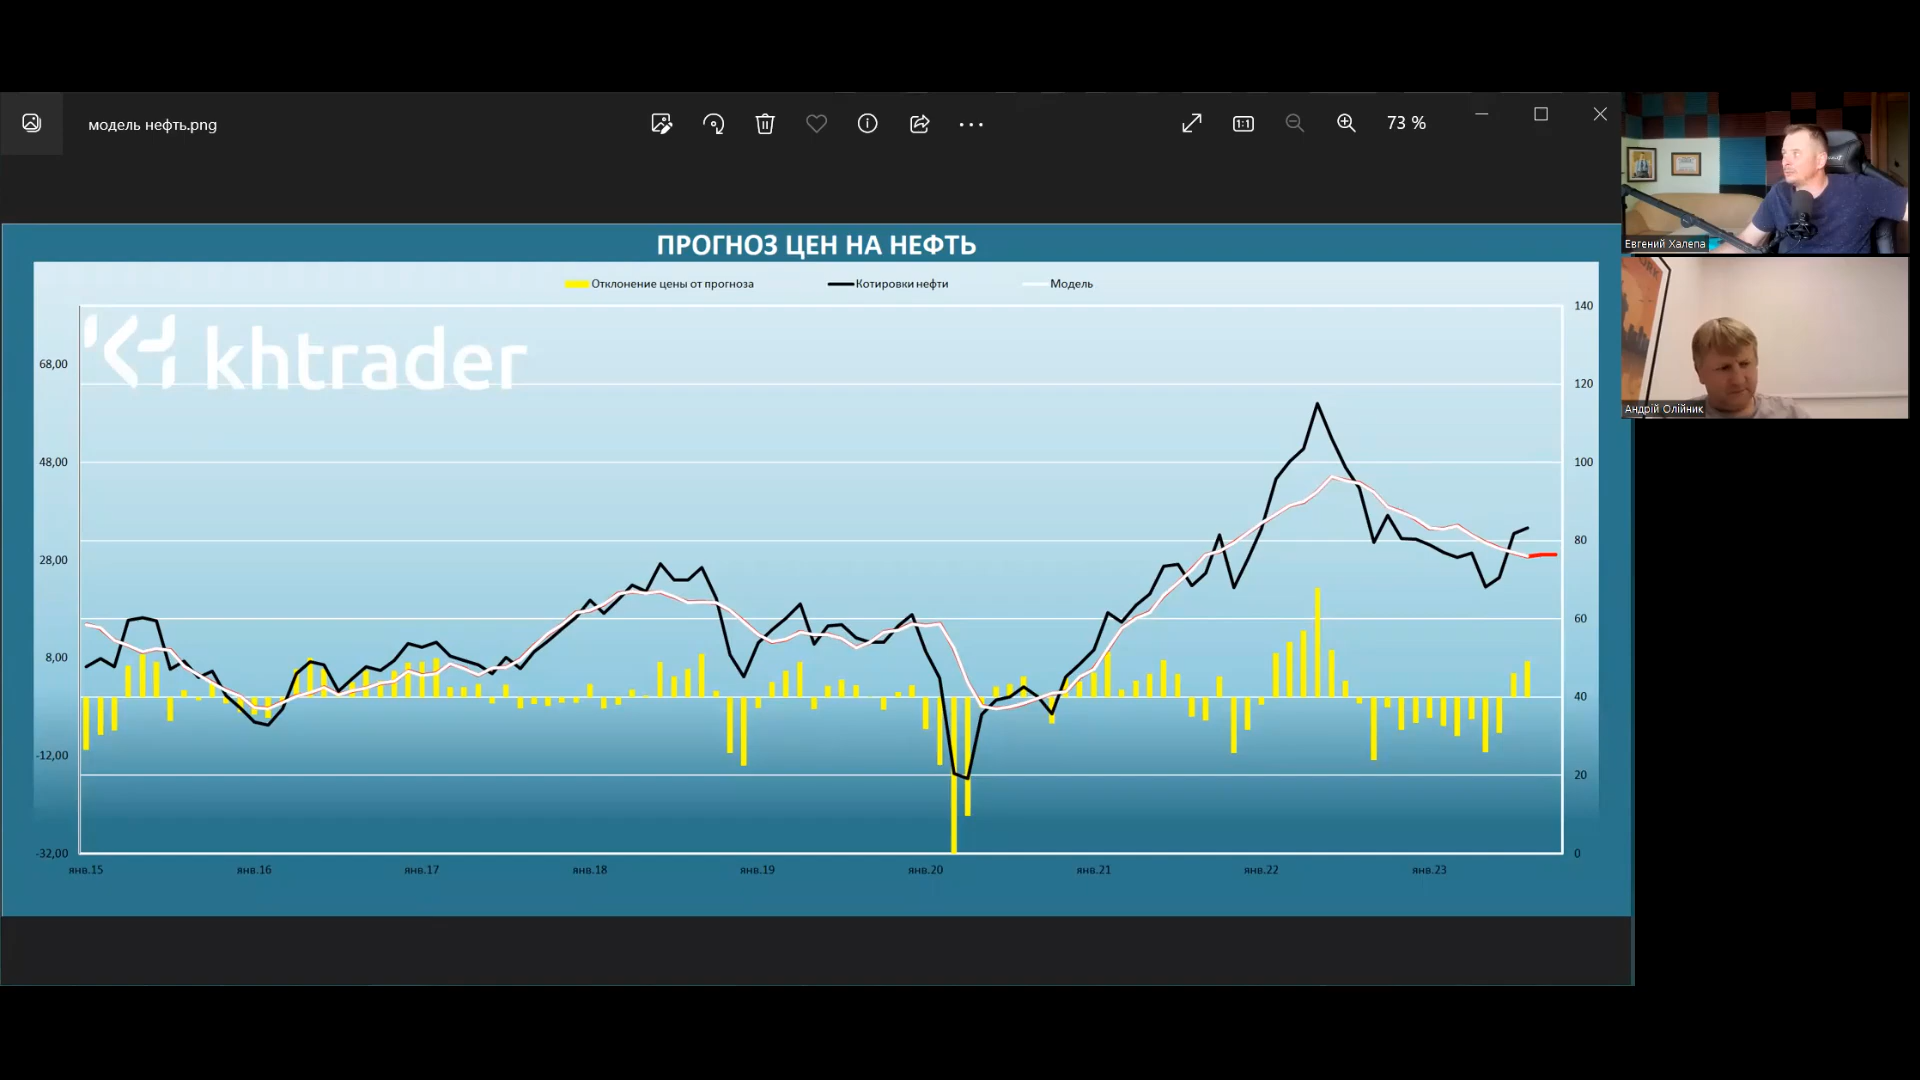 модель нефть.png
1:1
73 %
Евгений Халепа
Андрій Олійник
ПРОГНОЗ ЦЕН НА НЕФТЬ
Отклонение цены от прогноза
Котировки нефти
Модель
khtrader
68,00
48,00
28,00
8,00
-12,00
-32,00
140
120
100
80
60
40
20
0
янв.15
янв.16
янв.17
янв.18
янв.19
янв.20
янв.21
янв.22
янв.23